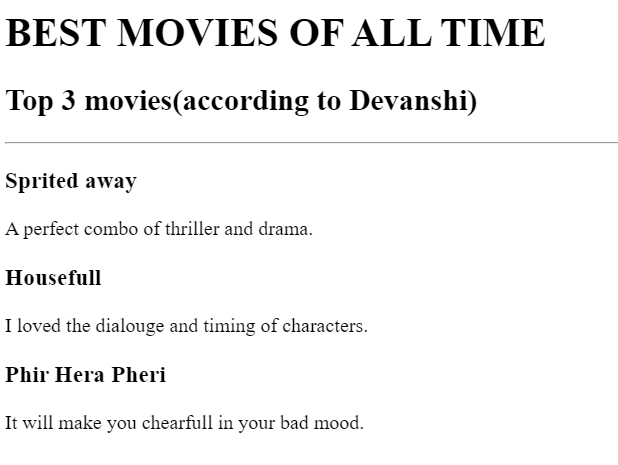 BEST MOVIES OF ALL TIME
Top 3 movies(according to Devanshi)
Sprited away
A perfect combo of thriller and drama.
Housefull
I loved the dialouge and timing of characters.
Phir Hera Pheri
It will make you chearfull in your bad mood.